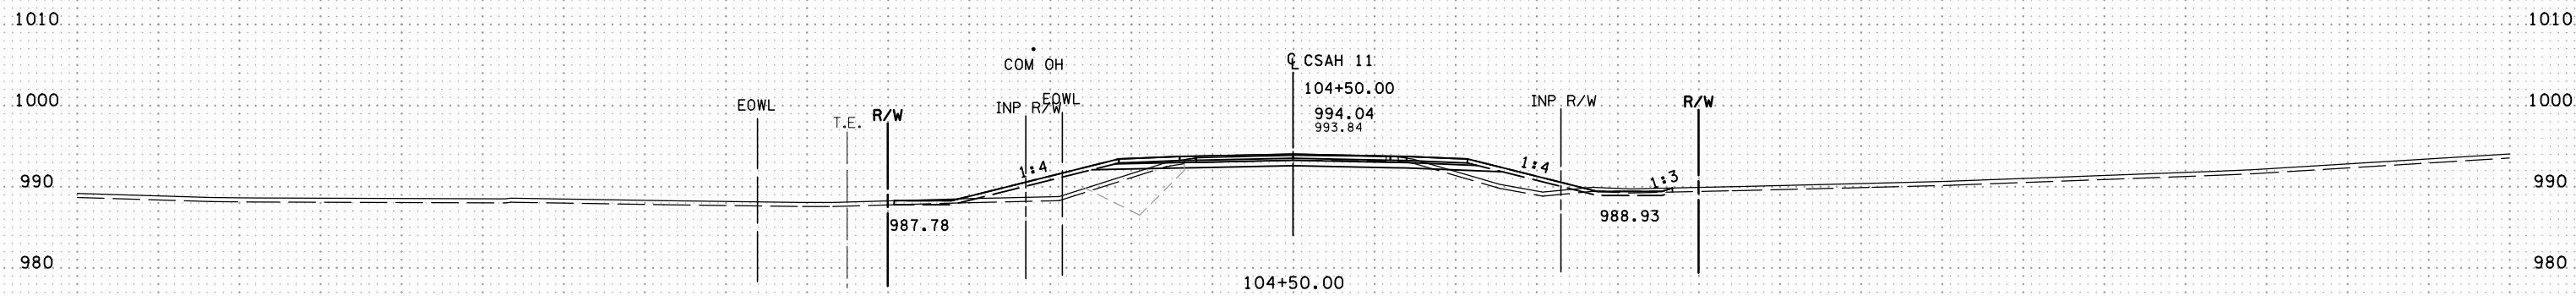 1010
1010
COM OH
℄ CSAH 11
104+50.00
1000
EOWL
INP R/W
EOWL
INP R/W
R/W
1000
T.E.
R/W
994.04
993.84
1:4
1:4
1:3
990
990
987.78
988.93
980
980
104+50.00